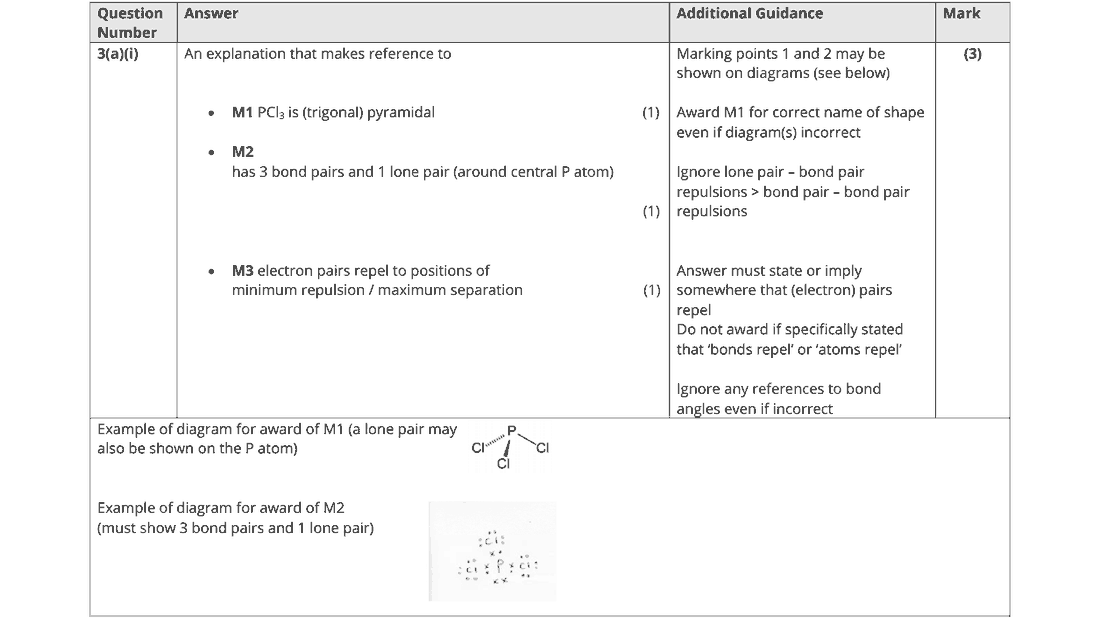 Question Number
Answer
Additional Guidance
Mark
3(a)(i)
An explanation that makes reference to
Marking points 1 and 2 may be
shown on diagrams (see below)
(3)
• M1 PCl₃ is (trigonal) pyramidal
(1)
Award M1 for correct name of shape
even if diagram(s) incorrect
• M2
has 3 bond pairs and 1 lone pair (around central P atom)
(1)
Ignore lone pair – bond pair
repulsions > bond pair – bond pair
repulsions
• M3 electron pairs repel to positions of
minimum repulsion / maximum separation
(1)
Answer must state or imply
somewhere that (electron) pairs
repel
Do not award if specifically stated
that ‘bonds repel’ or ‘atoms repel’
Ignore any references to bond
angles even if incorrect
Example of diagram for award of M1 (a lone pair may
also be shown on the P atom)
P
Cl Cl
Cl
Example of diagram for award of M2
(must show 3 bond pairs and 1 lone pair)
Cl
Cl P Cl